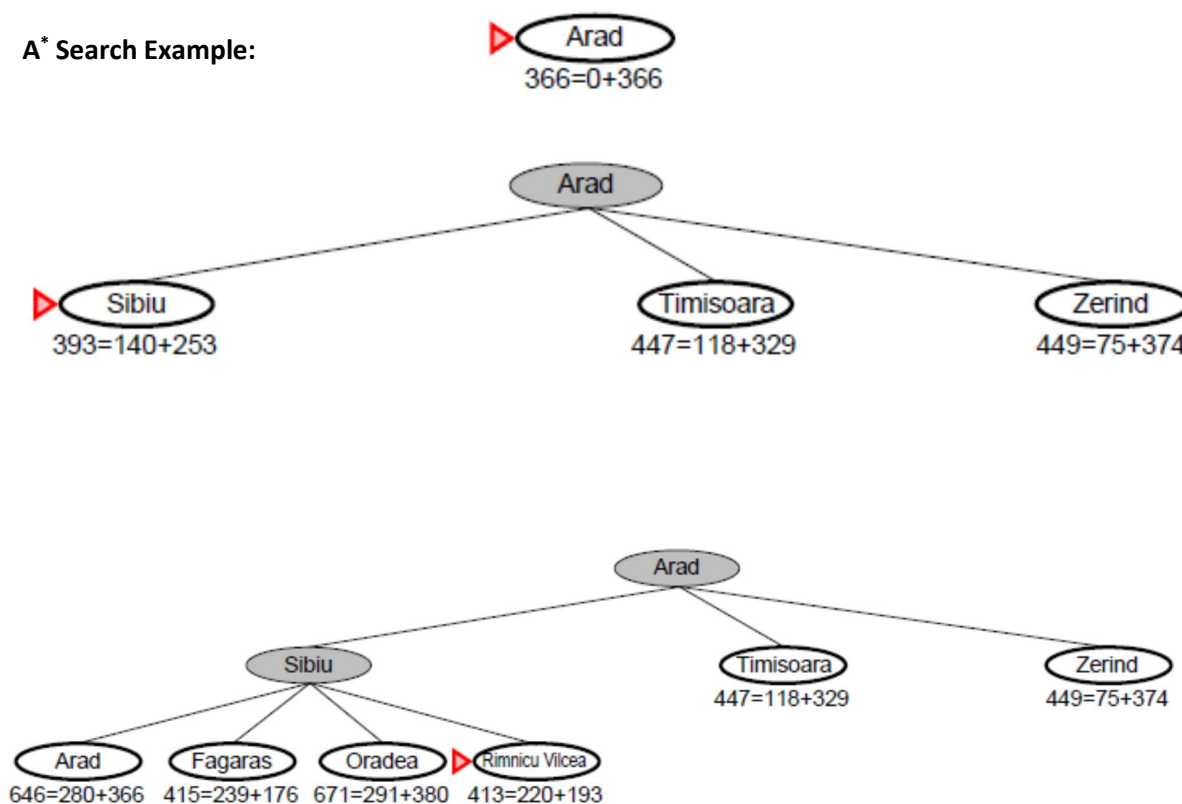 A* Search Example:
Arad
366=0+366
Arad
Sibiu Timisoara Zerind
393=140+253 447=118+329 449=75+374
Arad
Sibiu Timisoara Zerind
447=118+329 449=75+374
Arad Fagaras Oradea Rimnicu Vilcea
646=280+366 415=239+176 671=291+380 413=220+193